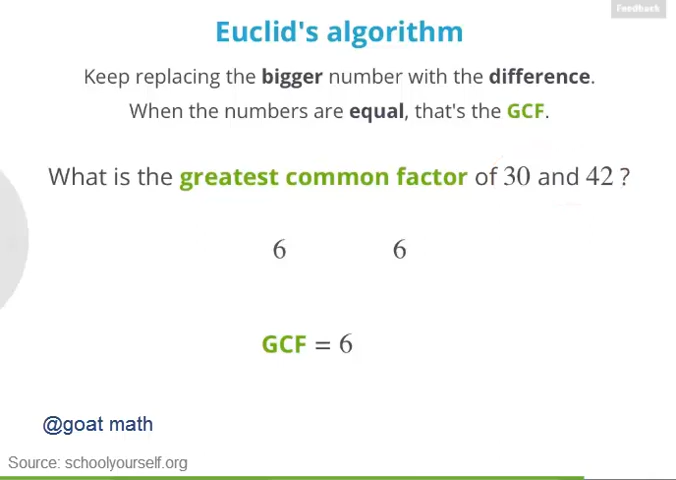 Feedback
Euclid's algorithm
Keep replacing the bigger number with the difference.
When the numbers are equal, that's the GCF.
What is the greatest common factor of 30 and 42 ?
6 6
GCF = 6
@goat math
Source: schoolyourself.org